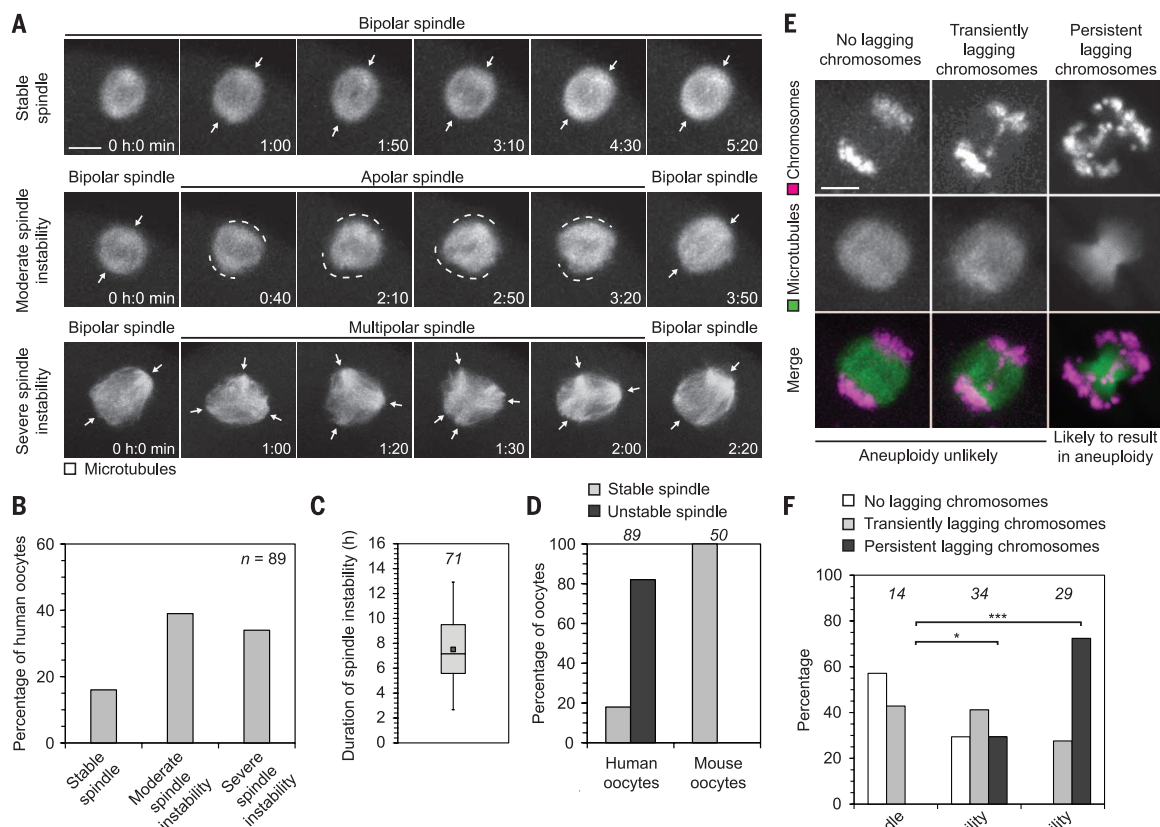 A
Bipolar spindle
Stable
spindle
0 h:0 min
1:00
1:50
3:10
4:30
5:20
Bipolar spindle
Apolar spindle
Bipolar spindle
Moderate spindle
instability
0 h:0 min
0:40
2:10
2:50
3:20
3:50
Bipolar spindle
Multipolar spindle
Bipolar spindle
Severe spindle
instability
0 h:0 min
1:00
1:20
1:30
2:00
2:20
Microtubules
E
No lagging
chromosomes
Transiently
lagging
chromosomes
Persistent
lagging
chromosomes
Chromosomes
Microtubules
Merge
Aneuploidy unlikely
Likely to result
in aneuploidy
B
Percentage of human oocytes
60
40
20
0
n = 89
Stable
spindle
Moderate
spindle
instability
Severe
spindle
instability
C
Duration of spindle instability (h)
16
14
12
10
8
6
4
2
0
71
D
Stable spindle
Unstable spindle
Percentage of oocytes
100
80
60
40
20
0
89
50
Human
oocytes
Mouse
oocytes
F
No lagging chromosomes
Transiently lagging chromosomes
Persistent lagging chromosomes
Percentage
100
80
60
40
20
0
14
34
29
***
*